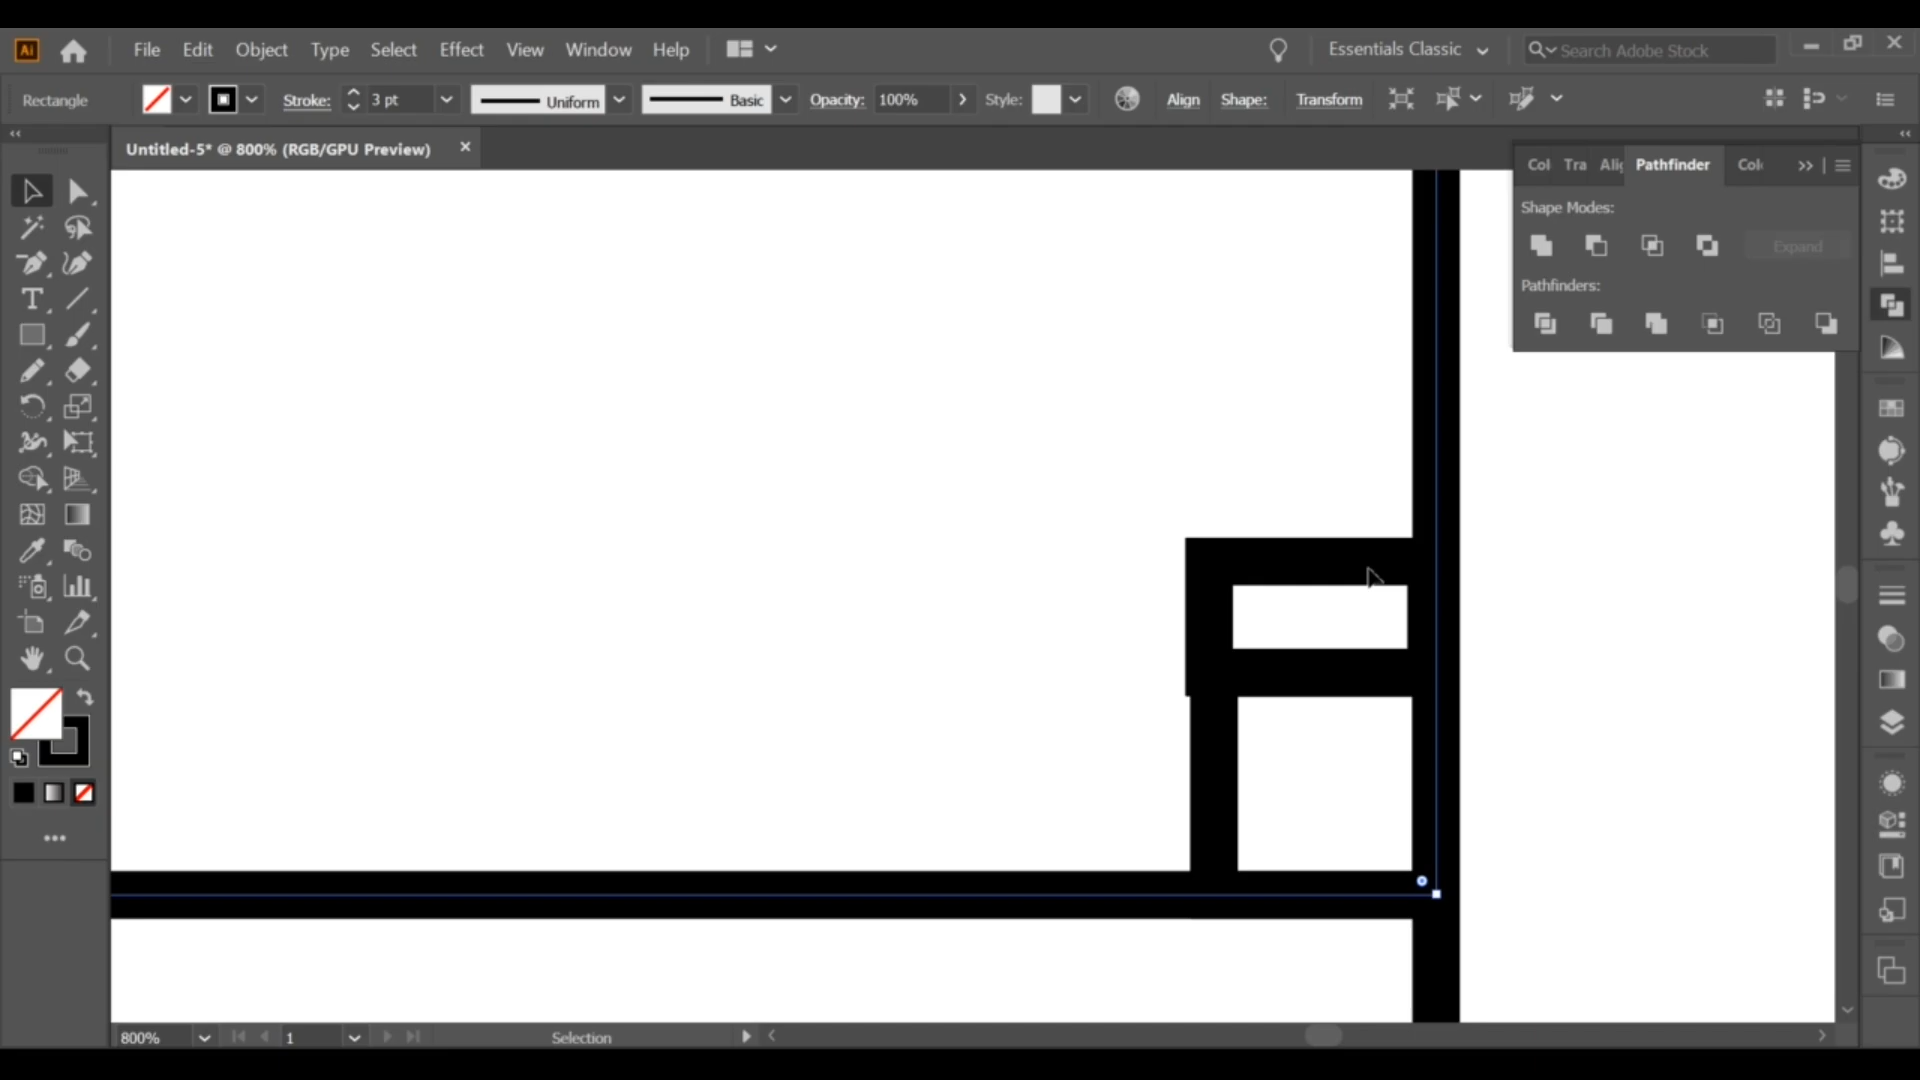 Ai File Edit Object Type Select Effect View Window Help Essentials Classic Search Adobe Stock
Rectangle Stroke: 3 pt Uniform Basic Opacity: 100% Style: Align Shape: Transform
Untitled-5* @ 800% (RGB/GPU Preview) ×
Col Tra Alig Pathfinder Col
Shape Modes:
Expand
Pathfinders:
800% 1 Selection